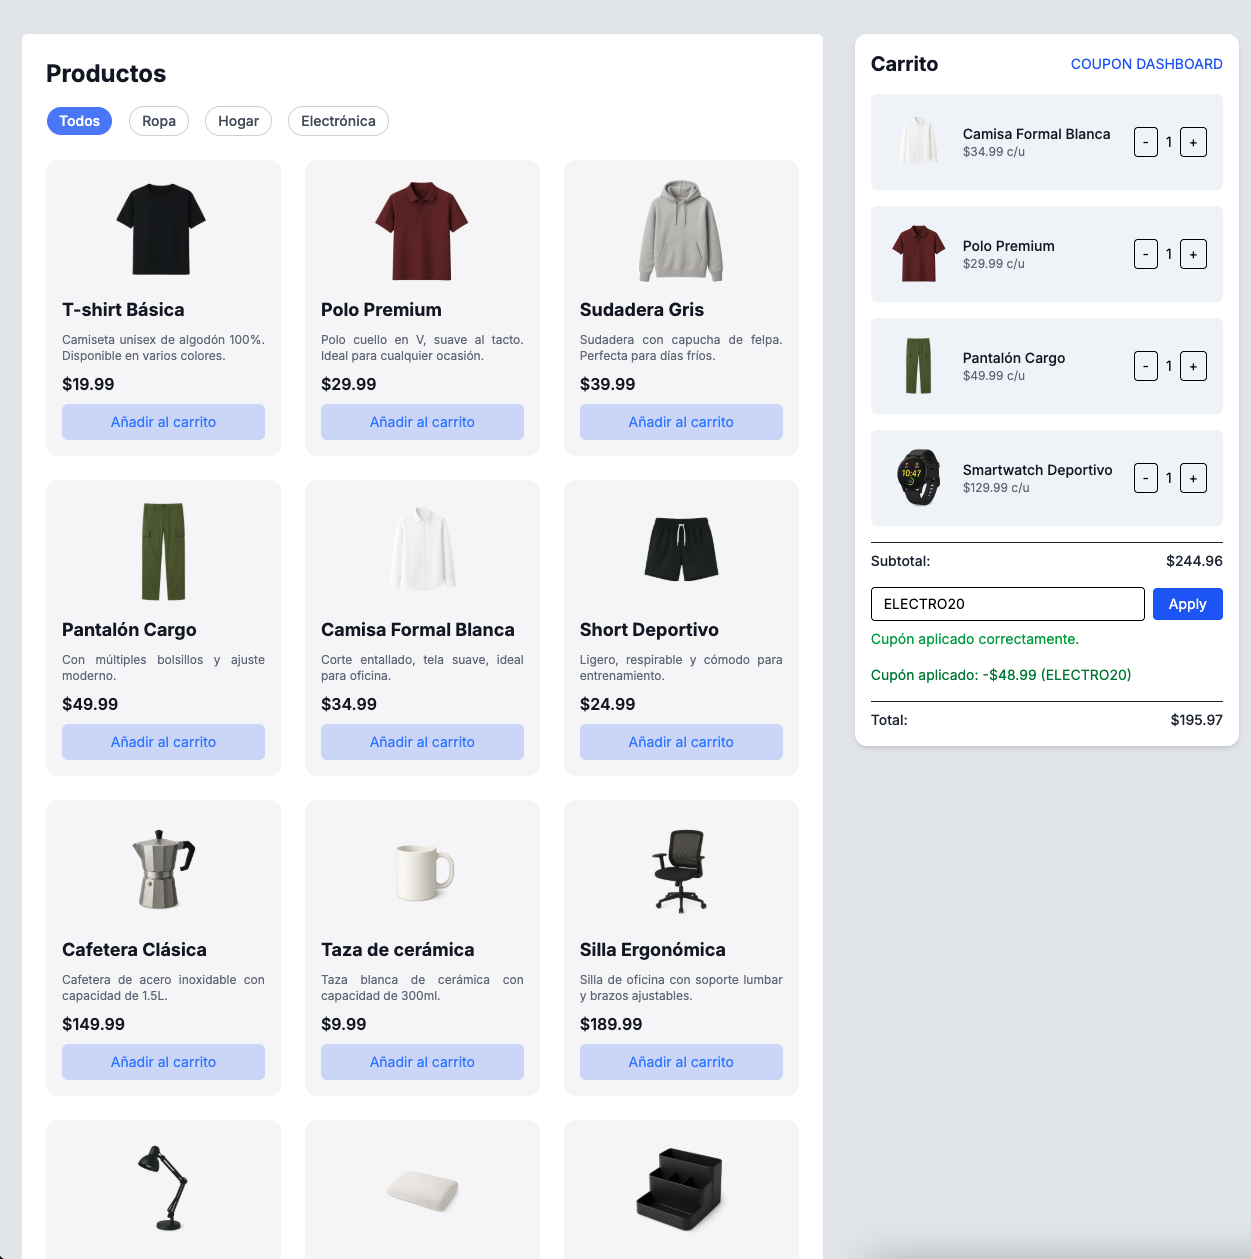 Productos
Todos
Ropa
Hogar
Electrónica
T-shirt Básica
Camiseta unisex de algodón 100%.
Disponible en varios colores.
$19.99
Añadir al carrito
Polo Premium
Polo cuello en V, suave al tacto.
Ideal para cualquier ocasión.
$29.99
Añadir al carrito
Sudadera Gris
Sudadera con capucha de felpa.
Perfecta para días fríos.
$39.99
Añadir al carrito
Pantalón Cargo
Con múltiples bolsillos y ajuste
moderno.
$49.99
Añadir al carrito
Camisa Formal Blanca
Corte entallado, tela suave, ideal
para oficina.
$34.99
Añadir al carrito
Short Deportivo
Ligero, respirable y cómodo para
entrenamiento.
$24.99
Añadir al carrito
Cafetera Clásica
Cafetera de acero inoxidable con
capacidad de 1.5L.
$149.99
Añadir al carrito
Taza de cerámica
Taza blanca de cerámica con
capacidad de 300ml.
$9.99
Añadir al carrito
Silla Ergonómica
Silla de oficina con soporte lumbar
y brazos ajustables.
$189.99
Añadir al carrito
Carrito
COUPON DASHBOARD
Camisa Formal Blanca
$34.99 c/u
- 1 +
Polo Premium
$29.99 c/u
- 1 +
Pantalón Cargo
$49.99 c/u
- 1 +
10:47
Smartwatch Deportivo
$129.99 c/u
- 1 +
Subtotal: $244.96
ELECTRO20
Apply
Cupón aplicado correctamente.
Cupón aplicado: -$48.99 (ELECTRO20)
Total: $195.97